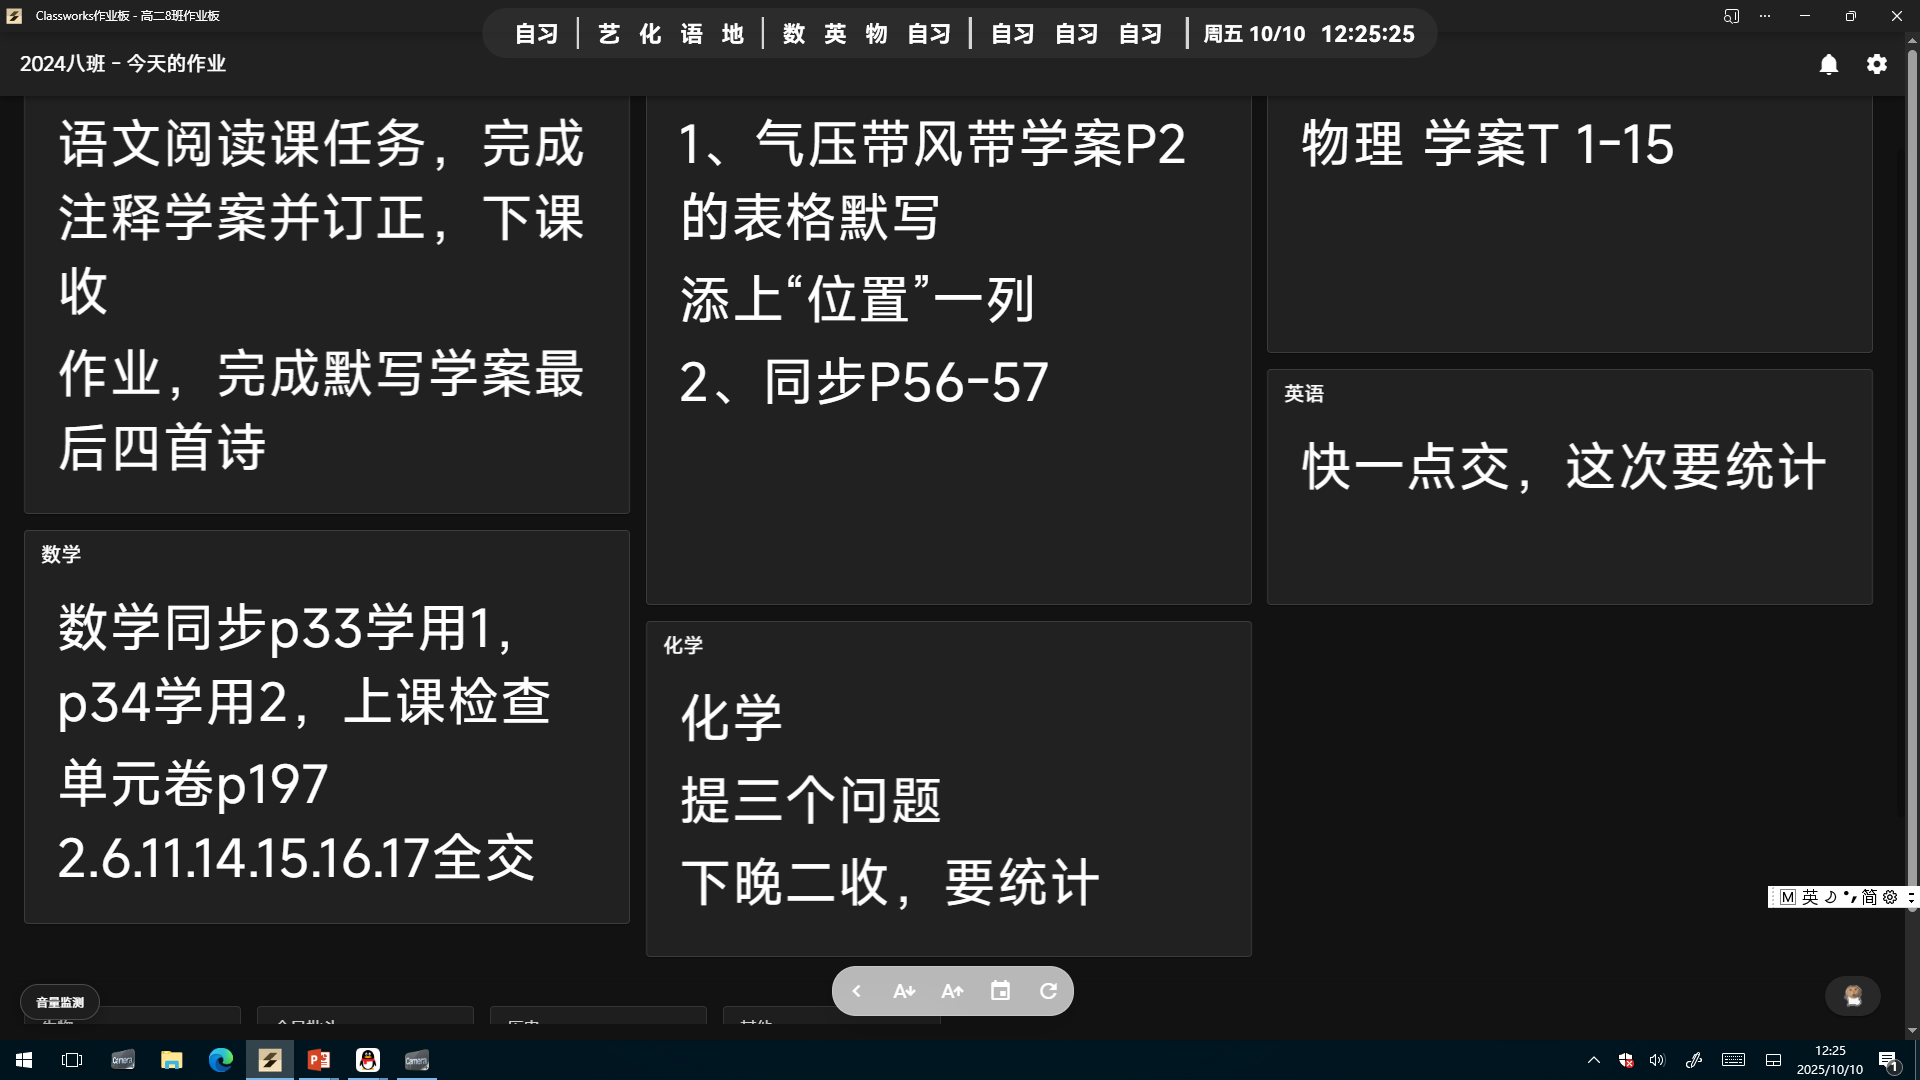 Classworks作业板 - 高二8班作业板
自习 | 艺 化 语 地 | 数 英 物 自习 | 自习 自习 自习 | 周五 10/10 12:25:25
2024八班 - 今天的作业
语文阅读课任务，完成
注释学案并订正，下课
收
作业，完成默写学案最
后四首诗
数学
数学同步p33学用1，
p34学用2，上课检查
单元卷p197
2.6.11.14.15.16.17全交
1、气压带风带学案P2
的表格默写
添上“位置”一列
2、同步P56-57
化学
化学
提三个问题
下晚二收，要统计
物理 学案T 1-15
英语
快一点交，这次要统计
M 英 简
音量监测
12:25
2025/10/10
1